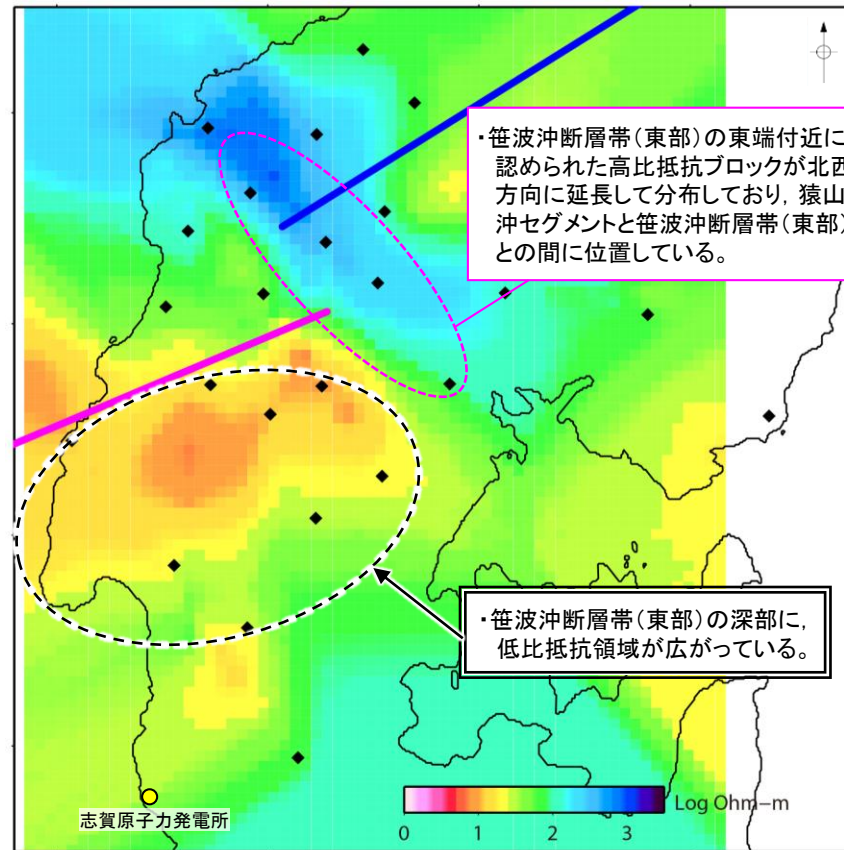 ・笹波沖断層帯(東部)の東端付近に
認められた高比抵抗ブロックが北西
方向に延長して分布しており, 猿山
沖セグメントと笹波沖断層帯(東部)
との間に位置している。
・笹波沖断層帯(東部)の深部に,
低比抵抗領域が広がっている。
志賀原子力発電所
Log Ohm−m
0 1 2 3